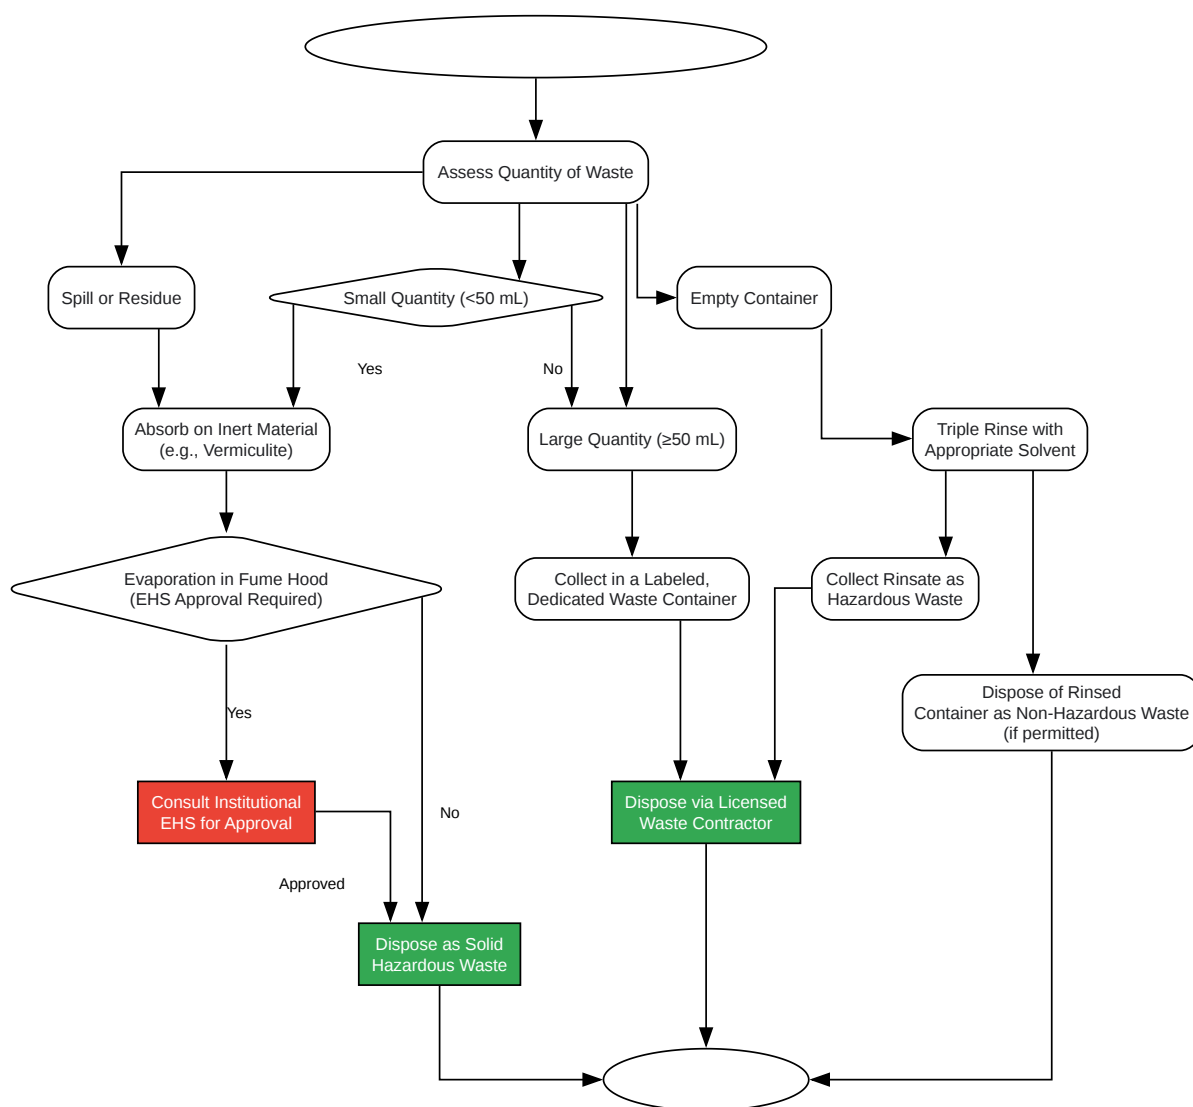 Assess Quantity of Waste
Spill or Residue
Small Quantity (<50 mL)
Empty Container
Yes
No
Absorb on Inert Material
(e.g., Vermiculite)
Large Quantity (≥50 mL)
Triple Rinse with
Appropriate Solvent
Evaporation in Fume Hood
(EHS Approval Required)
Collect in a Labeled,
Dedicated Waste Container
Collect Rinsate as
Hazardous Waste
Dispose of Rinsed
Container as Non-Hazardous Waste
(if permitted)
Yes
Consult Institutional
EHS for Approval
No
Dispose via Licensed
Waste Contractor
Approved
Dispose as Solid
Hazardous Waste